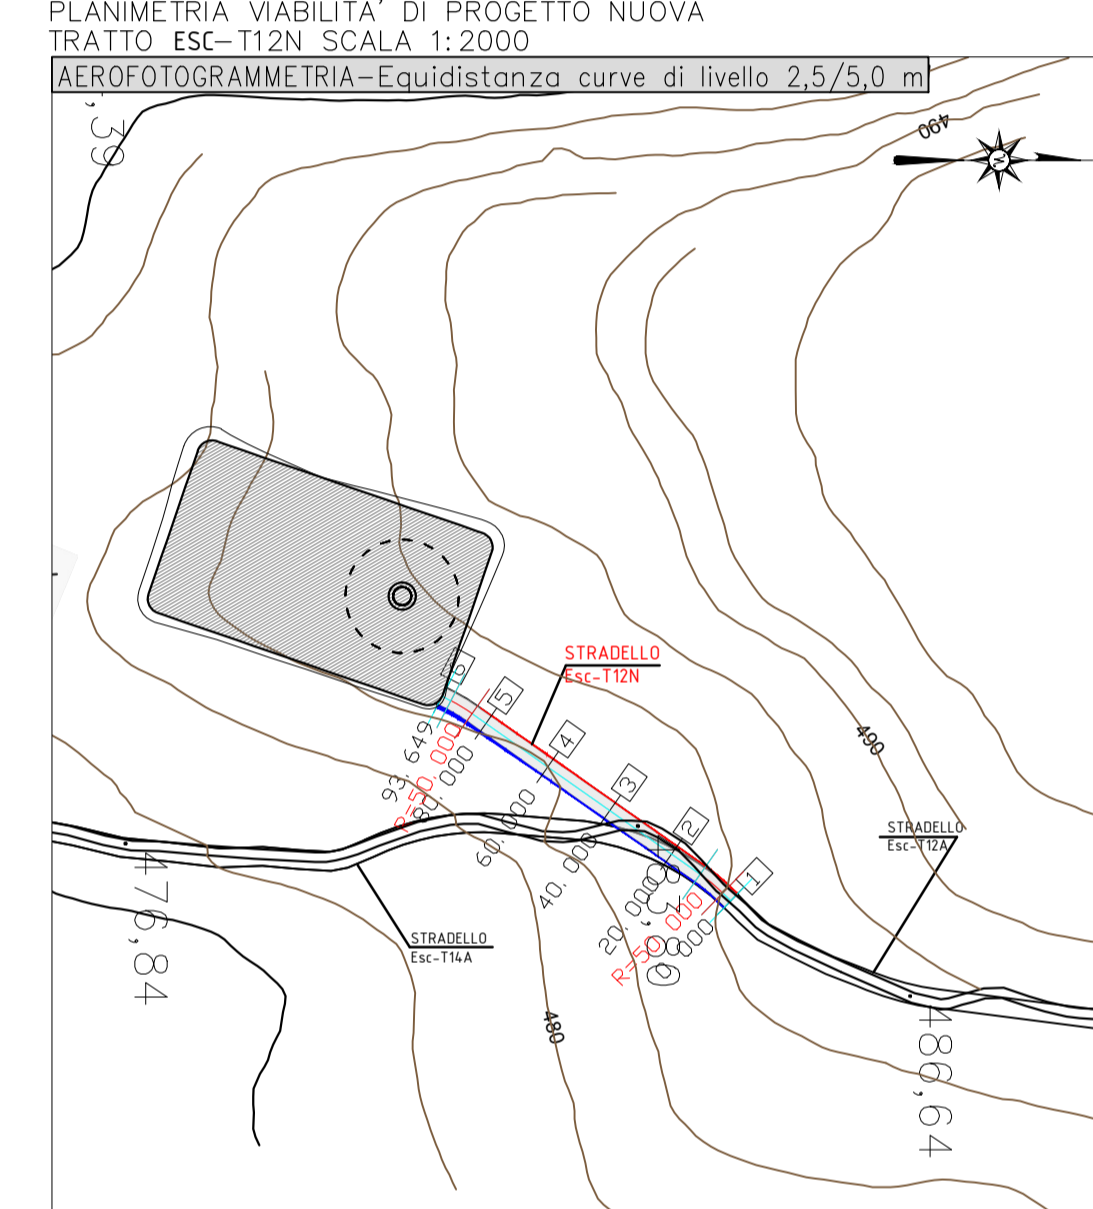 PLANIMETRIA VIABILITA' DI PROGETTO NUOVA
TRATTO ESC-T12N SCALA 1:2000
AEROFOTOGRAMMETRIA-Equidistanza curve di livello 2,5/5,0 m
,39
490
N
STRADELLO
Esc-T12N
6
5
4
3
2
1
93,649
R=50,000
80,000
60,000
40,000
20,000
R=50,000
0,000
490
STRADELLO
Esc-T12A
STRADELLO
Esc-T14A
476,84
480
486,64